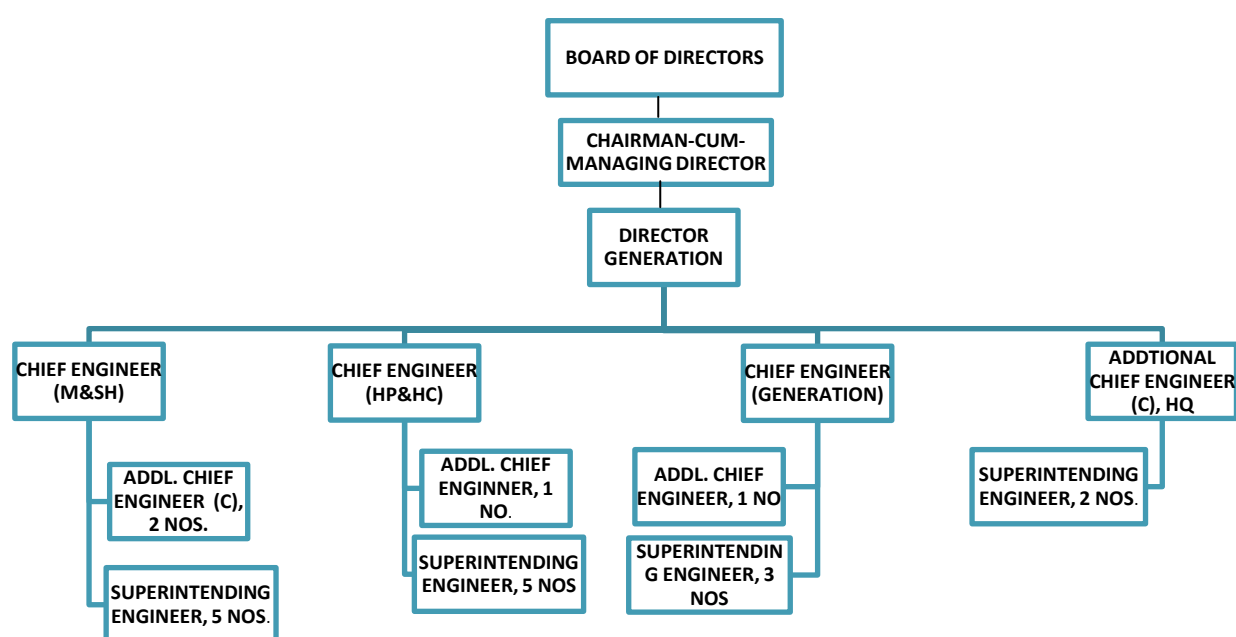 BOARD OF DIRECTORS
CHAIRMAN-CUM-
MANAGING DIRECTOR
DIRECTOR
GENERATION
CHIEF ENGINEER
(M&SH)
CHIEF ENGINEER
(HP&HC)
CHIEF ENGINEER
(GENERATION)
ADDTIONAL
CHIEF ENGINEER
(C), HQ
ADDL. CHIEF
ENGINEER (C),
2 NOS.
SUPERINTENDING
ENGINEER, 5 NOS.
ADDL. CHIEF
ENGINNER, 1
NO.
SUPERINTENDING
ENGINEER, 5 NOS
ADDL. CHIEF
ENGINEER, 1 NO
SUPERINTENDIN
G ENGINEER, 3
NOS
SUPERINTENDING
ENGINEER, 2 NOS.